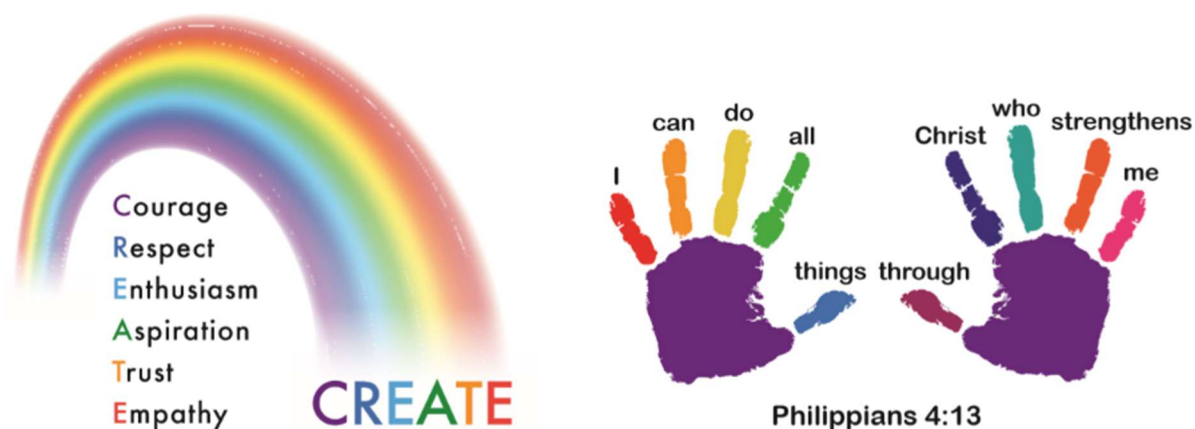 Courage
Respect
Enthusiasm
Aspiration
Trust
Empathy
CREATE
I can do all things through Christ who strengthens me
Philippians 4:13